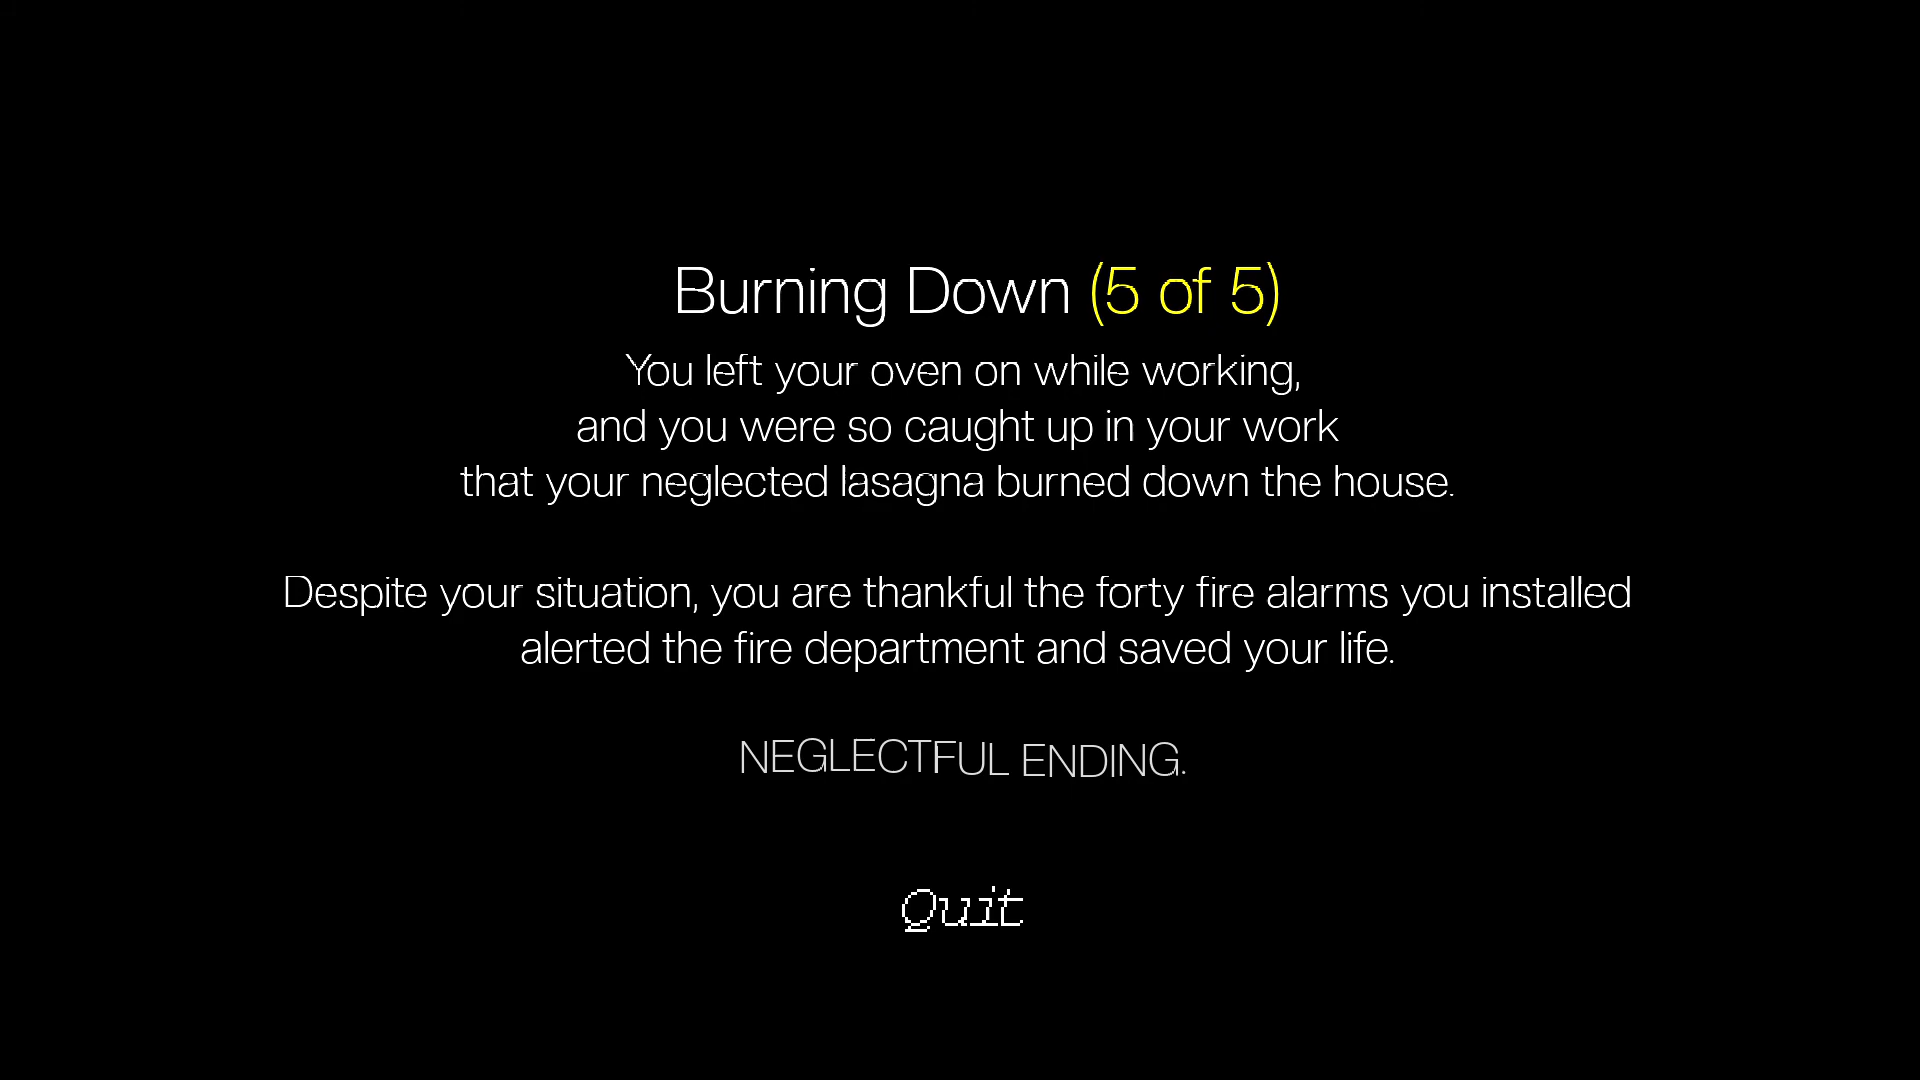 Burning Down (5 of 5)
You left your oven on while working,
and you were so caught up in your work
that your neglected lasagna burned down the house.
Despite your situation, you are thankful the forty fire alarms you installed
alerted the fire department and saved your life.
NEGLECTFUL ENDING.
Quit